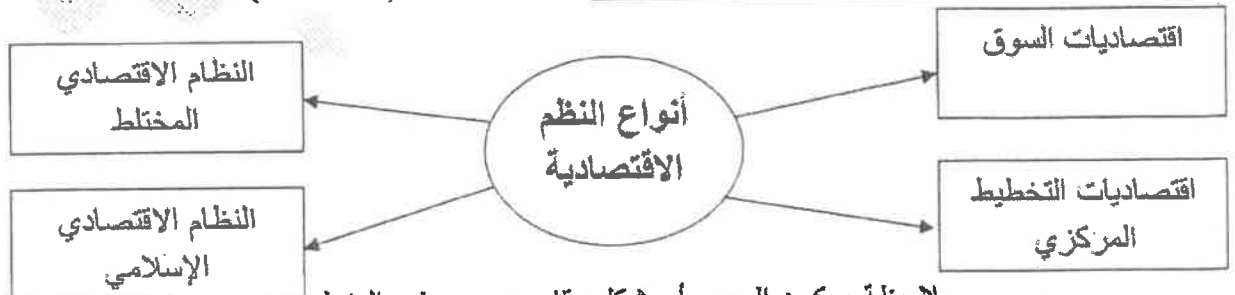 اقتصاديات السوق
النظام الاقتصادي
المختلط
أنواع النظم
الاقتصادية
اقتصاديات التخطيط
المركزي
النظام الاقتصادي
الإسلامي